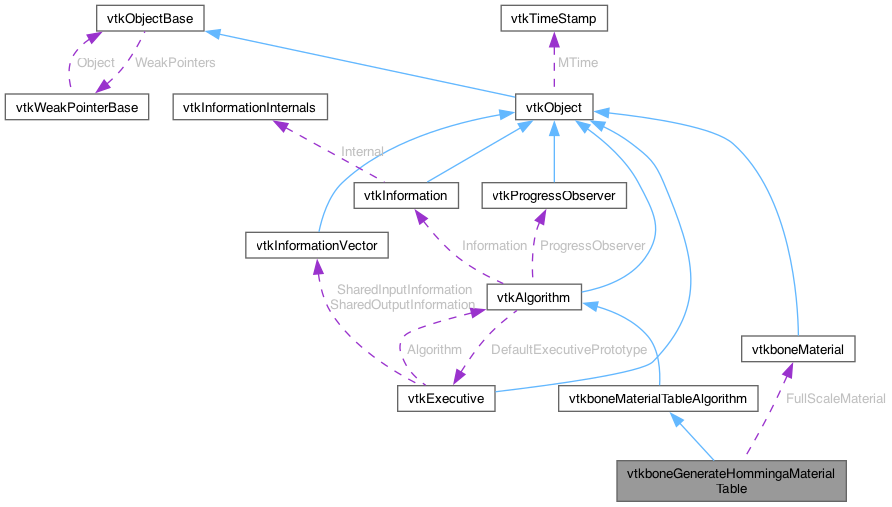 vtkObjectBase
vtkTimeStamp
Object
WeakPointers
MTime
vtkWeakPointerBase
vtkInformationInternals
vtkObject
Internal
vtkInformation
vtkProgressObserver
vtkInformationVector
Information
ProgressObserver
SharedInputInformation
SharedOutputInformation
vtkAlgorithm
Algorithm
DefaultExecutivePrototype
vtkboneMaterial
vtkExecutive
vtkboneMaterialTableAlgorithm
FullScaleMaterial
vtkboneGenerateHommingaMaterial
Table